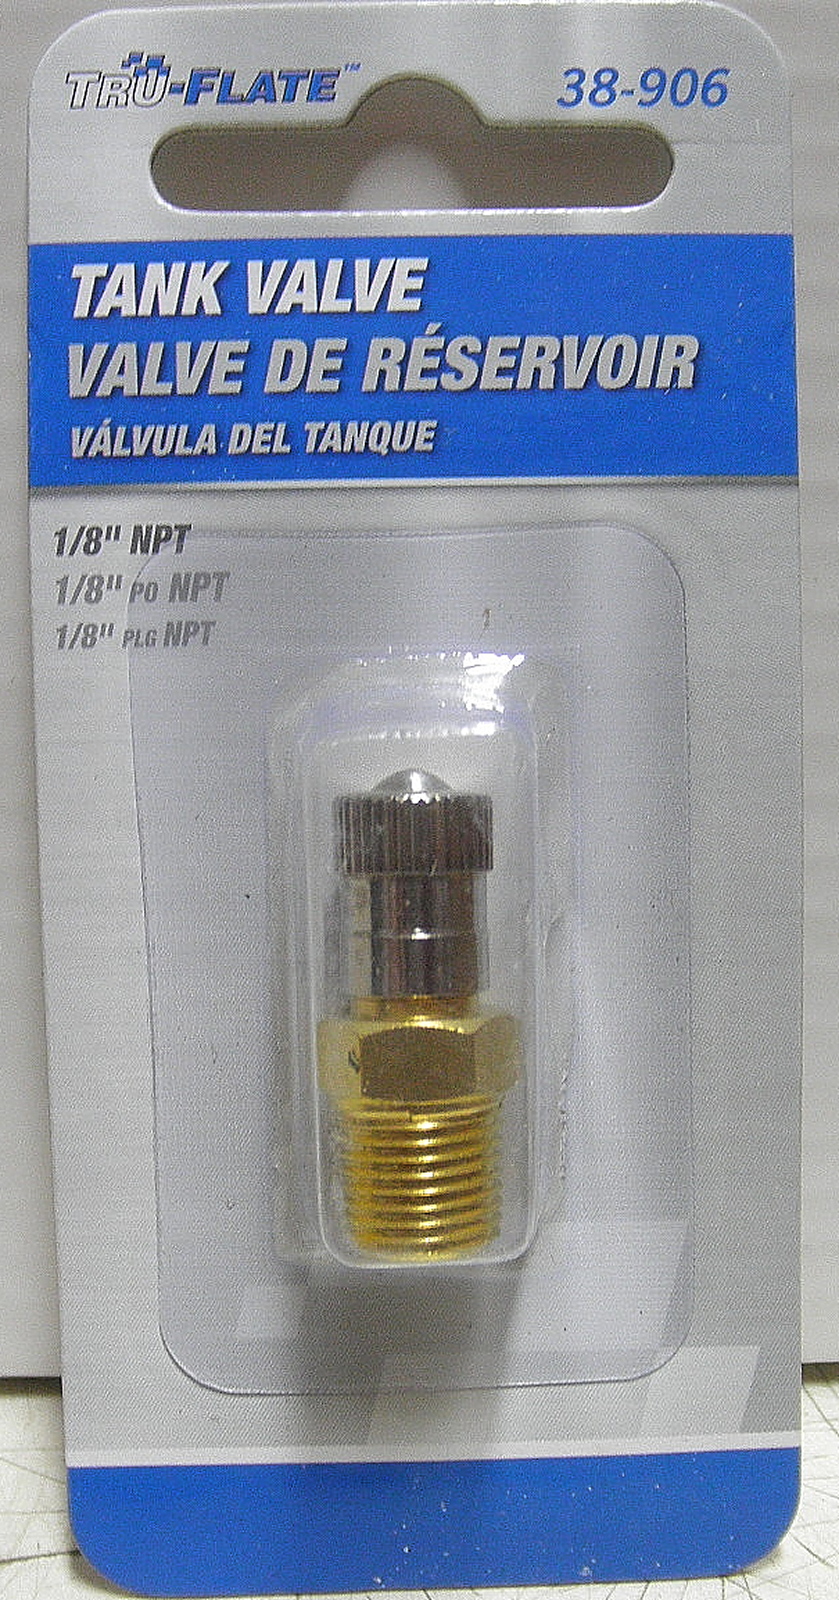 TRU-FLATE™ 38-906
TANK VALVE
VALVE DE RÉSERVOIR
VÁLVULA DEL TANQUE
1/8" NPT
1/8" PO NPT
1/8" PLG NPT